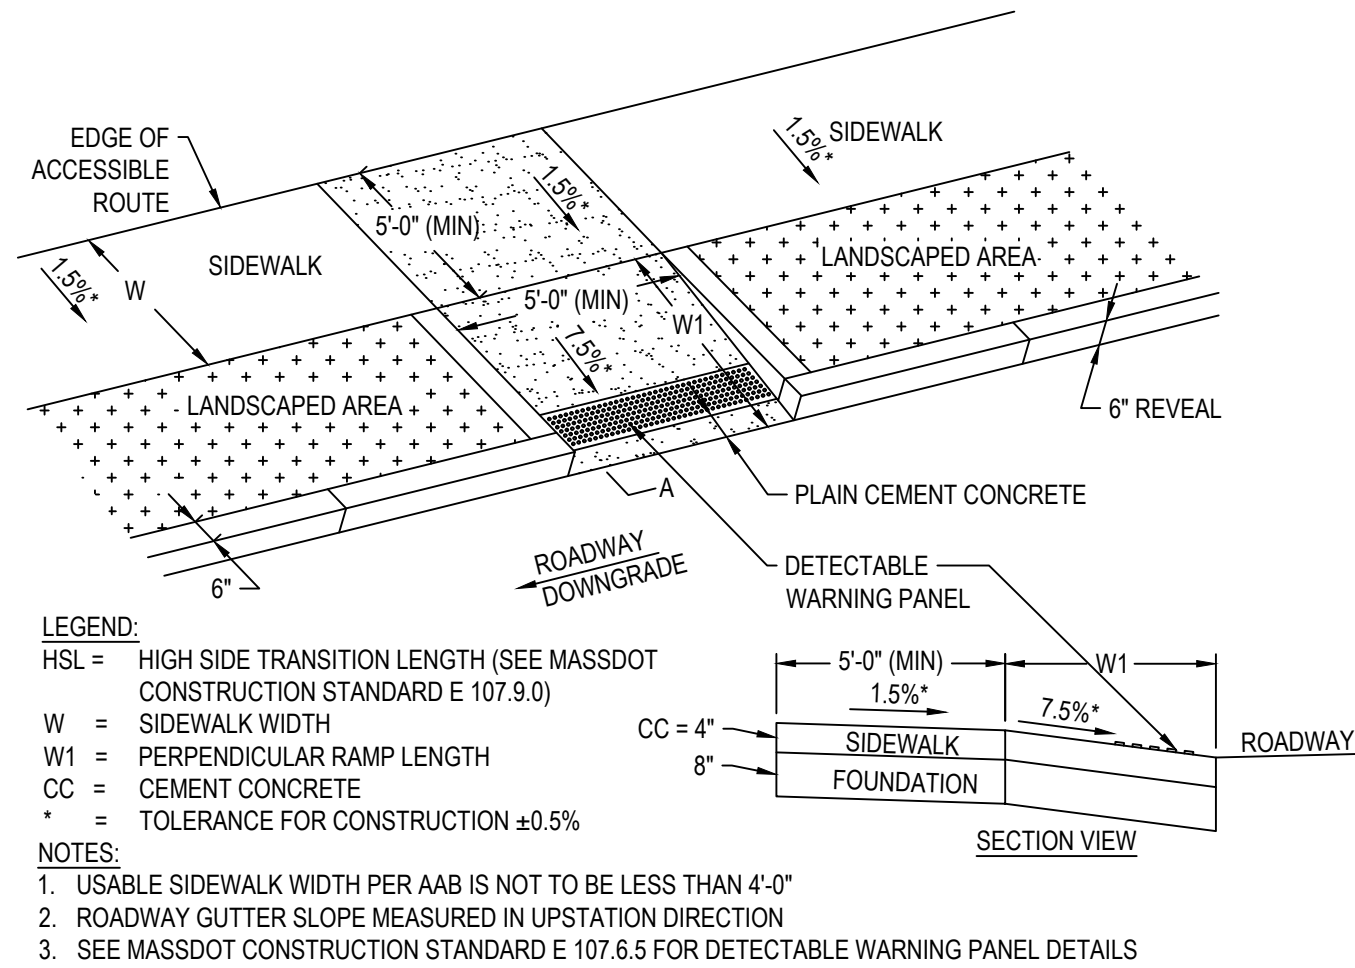 EDGE OF
ACCESSIBLE
ROUTE
1.5%*
SIDEWALK
1.5%*
5'-0" (MIN)
W
SIDEWALK
1.5%*
LANDSCAPED AREA
5'-0" (MIN)
W1
7.5%*
LANDSCAPED AREA
6" REVEAL
A
PLAIN CEMENT CONCRETE
ROADWAY
DOWNGRADE
6"
DETECTABLE
WARNING PANEL
LEGEND:
HSL = HIGH SIDE TRANSITION LENGTH (SEE MASSDOT
CONSTRUCTION STANDARD E 107.9.0)
W = SIDEWALK WIDTH
W1 = PERPENDICULAR RAMP LENGTH
CC = CEMENT CONCRETE
* = TOLERANCE FOR CONSTRUCTION ±0.5%
5'-0" (MIN)
W1
1.5%*
7.5%*
CC = 4"
SIDEWALK
ROADWAY
8"
FOUNDATION
SECTION VIEW
NOTES:
1. USABLE SIDEWALK WIDTH PER AAB IS NOT TO BE LESS THAN 4'-0"
2. ROADWAY GUTTER SLOPE MEASURED IN UPSTATION DIRECTION
3. SEE MASSDOT CONSTRUCTION STANDARD E 107.6.5 FOR DETECTABLE WARNING PANEL DETAILS